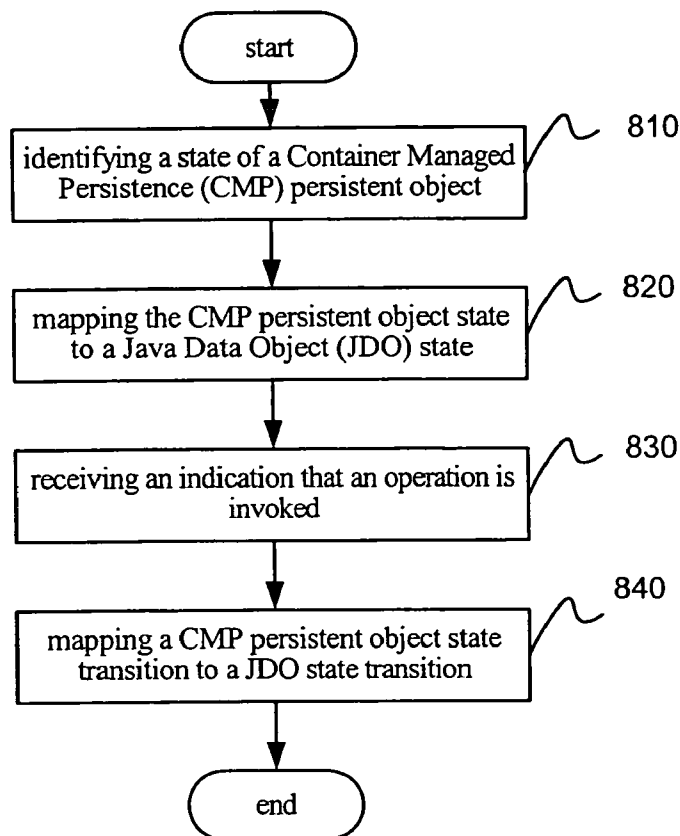 start
810
identifying a state of a Container Managed
Persistence (CMP) persistent object
820
mapping the CMP persistent object state
to a Java Data Object (JDO) state
830
receiving an indication that an operation is
invoked
840
mapping a CMP persistent object state
transition to a JDO state transition
end